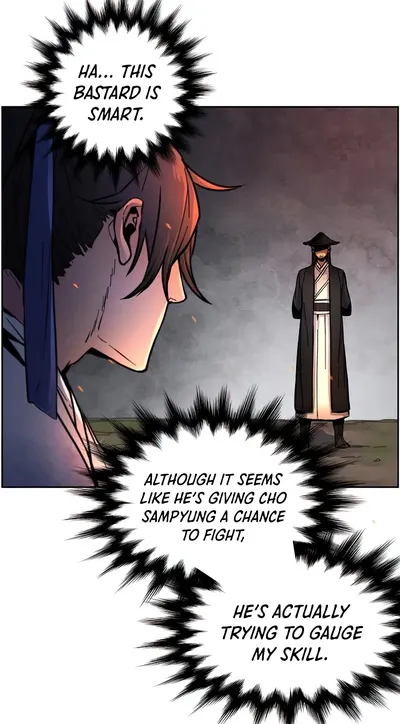 HA... THIS
BASTARD IS
SMART.
ALTHOUGH IT SEEMS
LIKE HE'S GIVING CHO
SAMPYUNG A CHANCE
TO FIGHT,
HE'S ACTUALLY
TRYING TO GAUGE
MY SKILL.